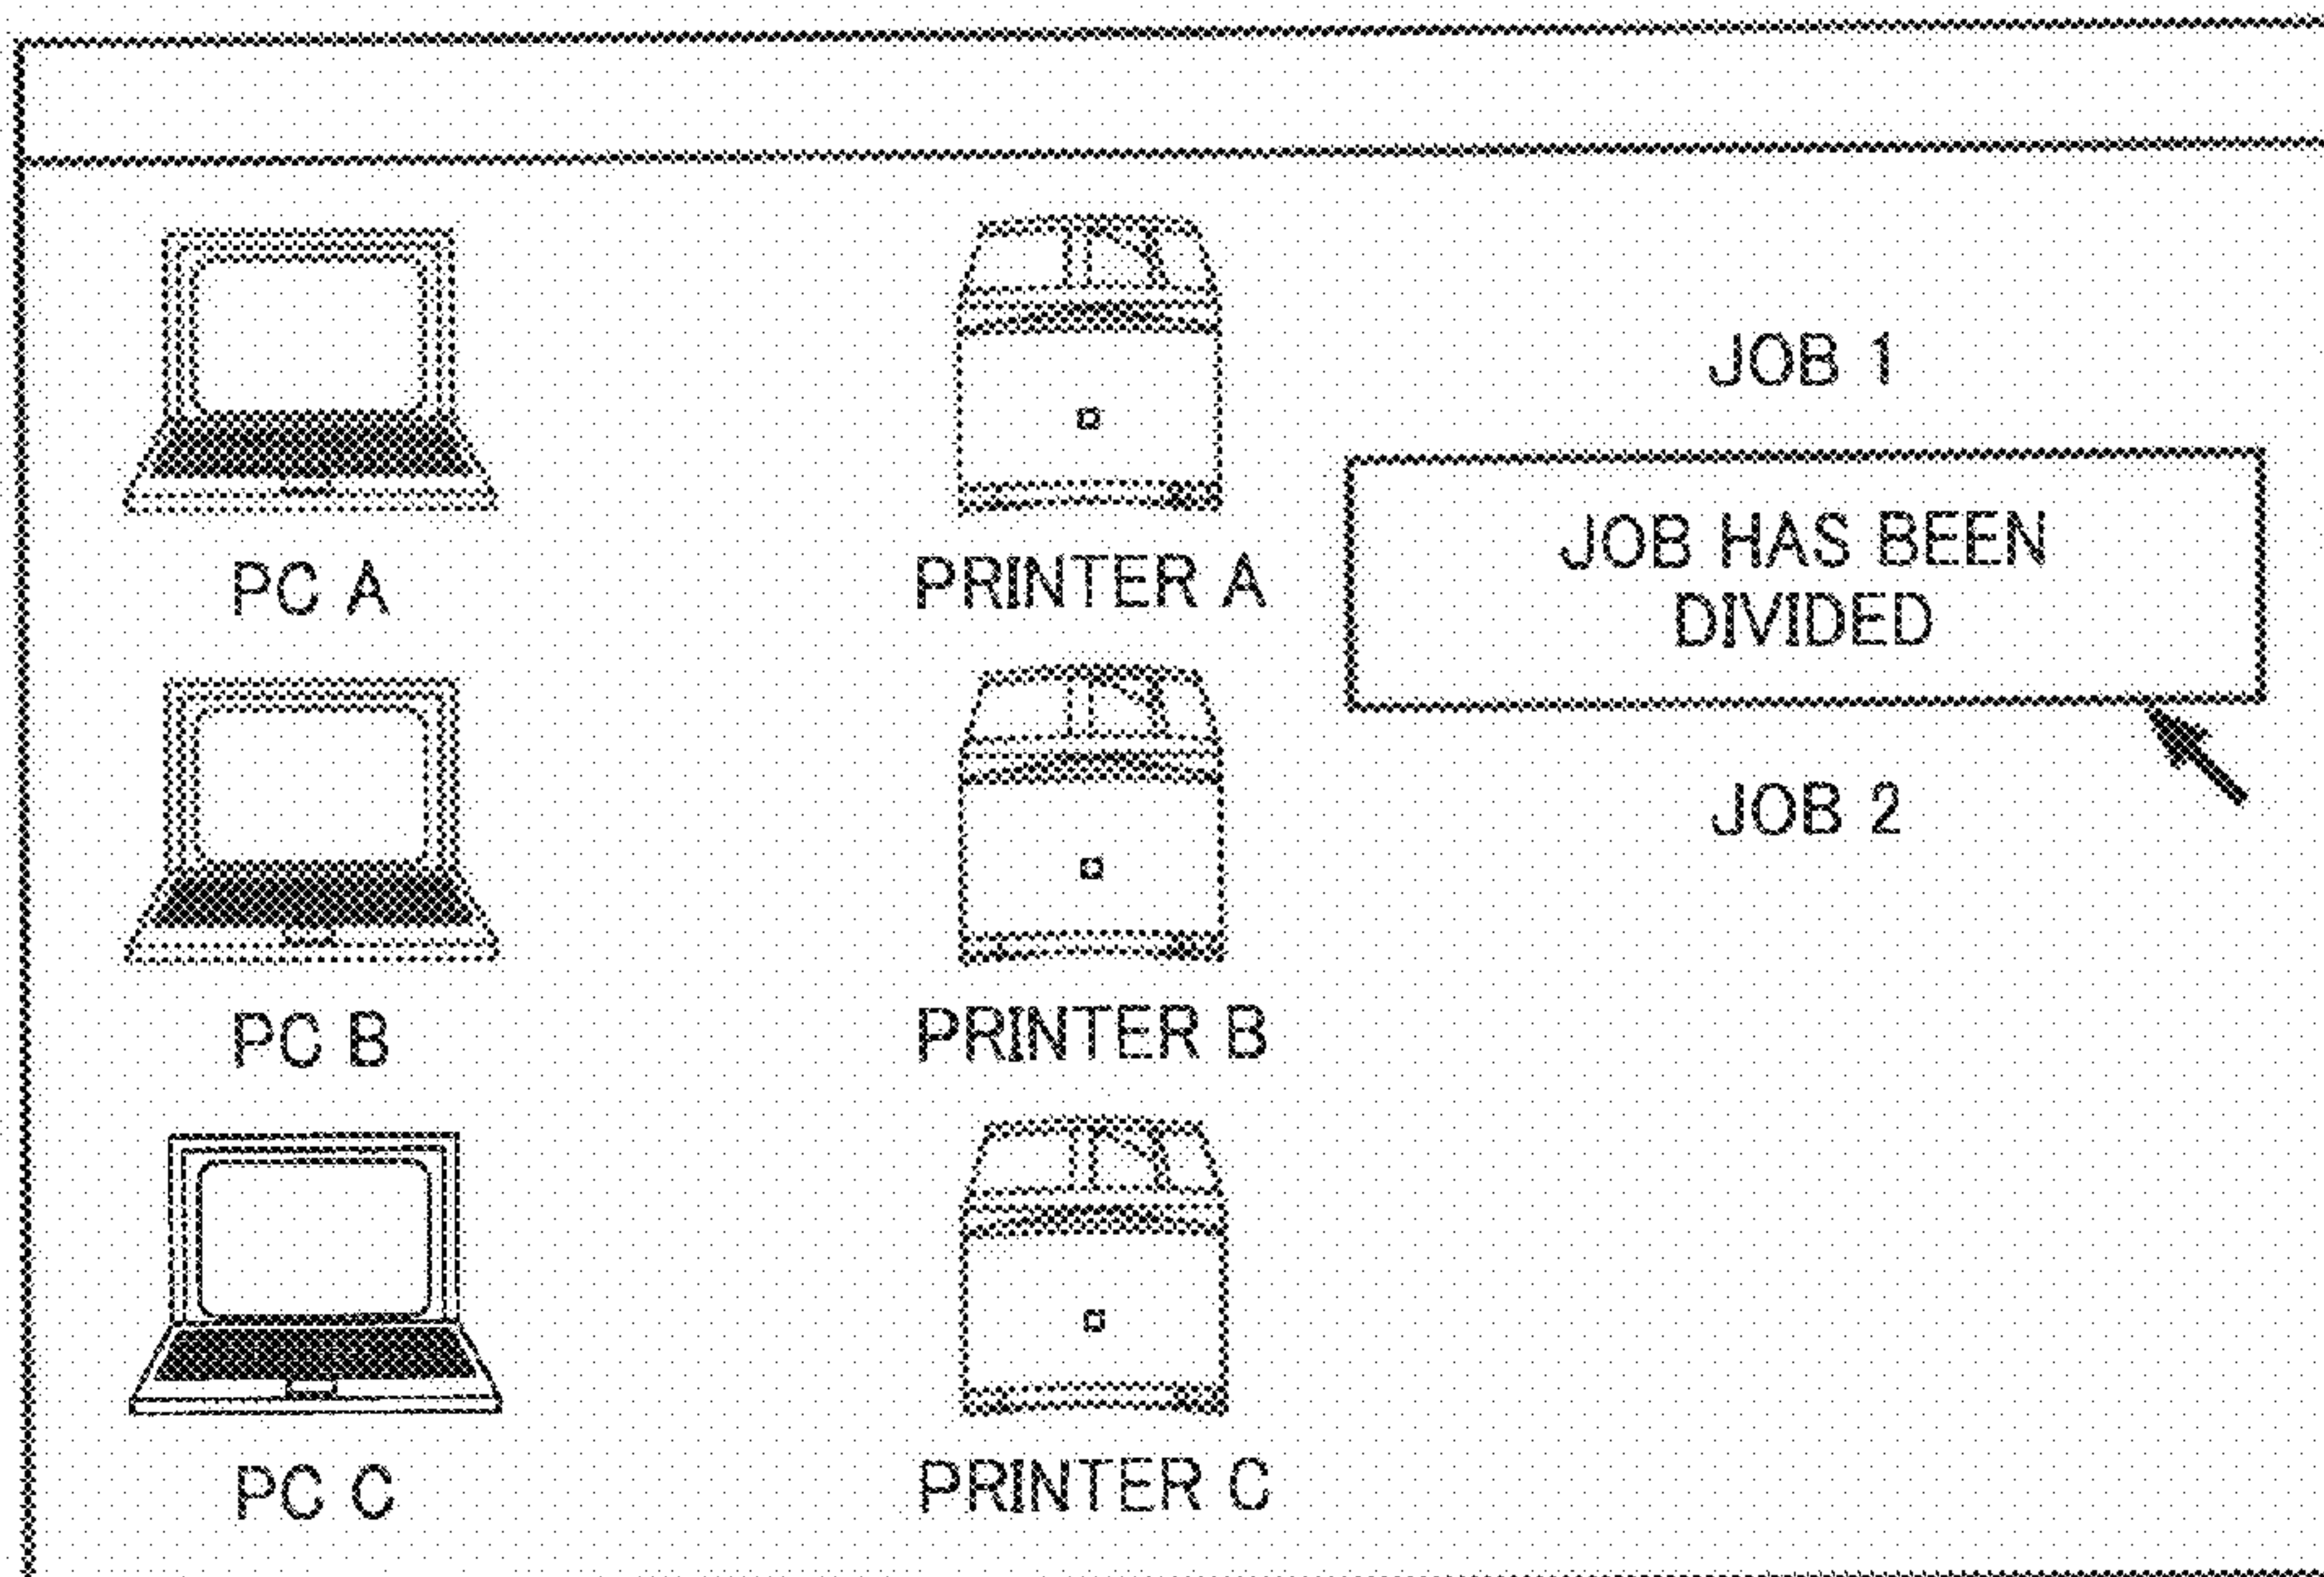 PC A
PRINTER A
JOB 1
JOB HAS BEEN
DIVIDED
PC B
PRINTER B
JOB 2
PC C
PRINTER C